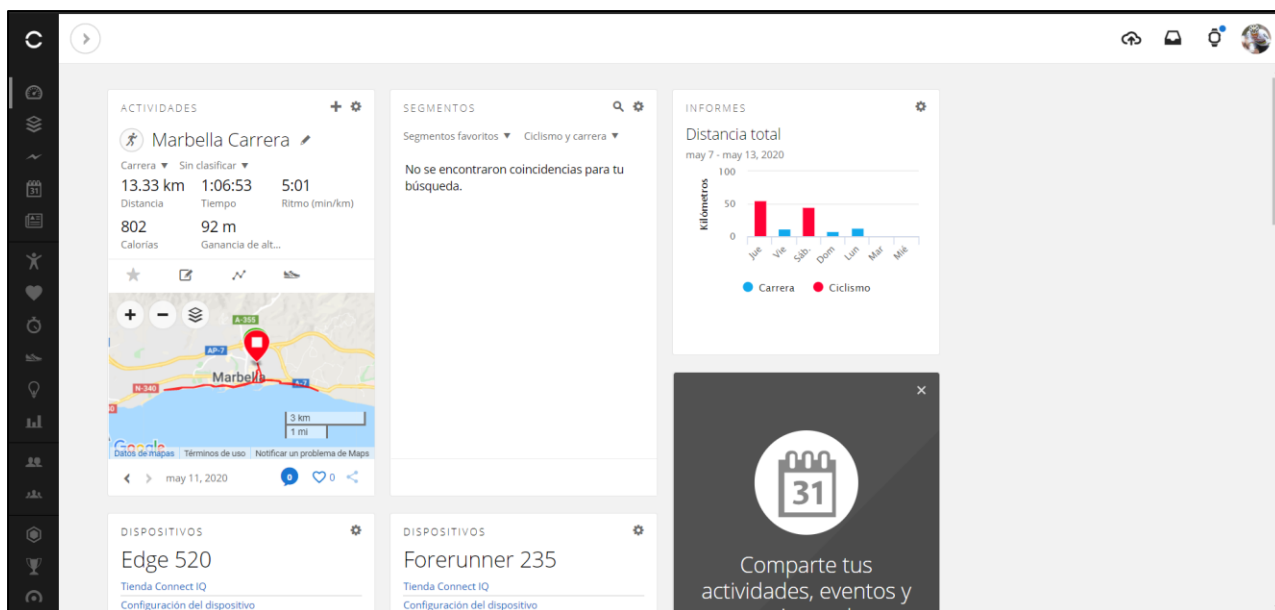 31
ACTIVIDADES
Marbella Carrera
Carrera ▼ Sin clasificar ▼
13.33 km 1:06:53 5:01
Distancia Tiempo Ritmo (min/km)
802 92 m
Calorías Ganancia de alt...
A-355
AP-7
Marbella
N-340 A-7
3 km
1 mi
Google
Datos de mapas Términos de uso Notificar un problema de Maps
may 11, 2020 0 0
SEGMENTOS
Segmentos favoritos ▼ Ciclismo y carrera ▼
No se encontraron coincidencias para tu
búsqueda.
INFORMES
Distancia total
may 7 - may 13, 2020
Kilómetros
100
50
0
Jue Vie Sáb. Dom Lun Mar Mié
Carrera Ciclismo
DISPOSITIVOS
Edge 520
Tienda Connect IQ
Configuración del dispositivo
DISPOSITIVOS
Forerunner 235
Tienda Connect IQ
Configuración del dispositivo
31
Comparte tus
actividades, eventos y